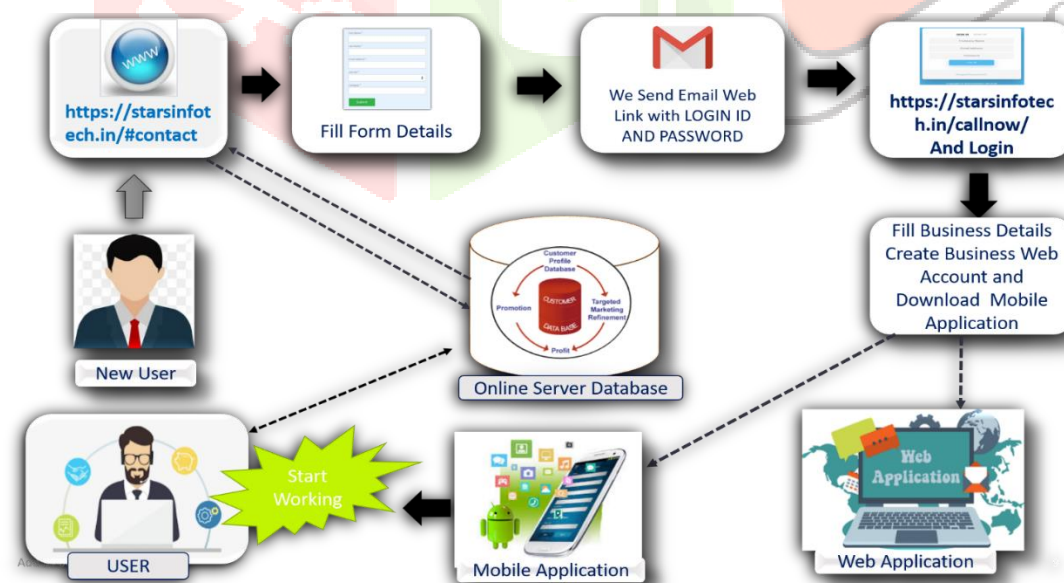 WWW
https://starsinfot
ech.in/#contact
Fill Form Details
We Send Email Web
Link with LOGIN ID
AND PASSWORD
https://starsinfotec
h.in/callnow/
And Login
Fill Business Details
Create Business Web
Account and
Download Mobile
Application
New User
Customer
Profile
Database
Promotion
CUSTOMER
DATA BASE
Targeted
Marketing
Refinement
Profit
Online Server Database
Start
Working
USER
Mobile Application
Web
Application
Web Application